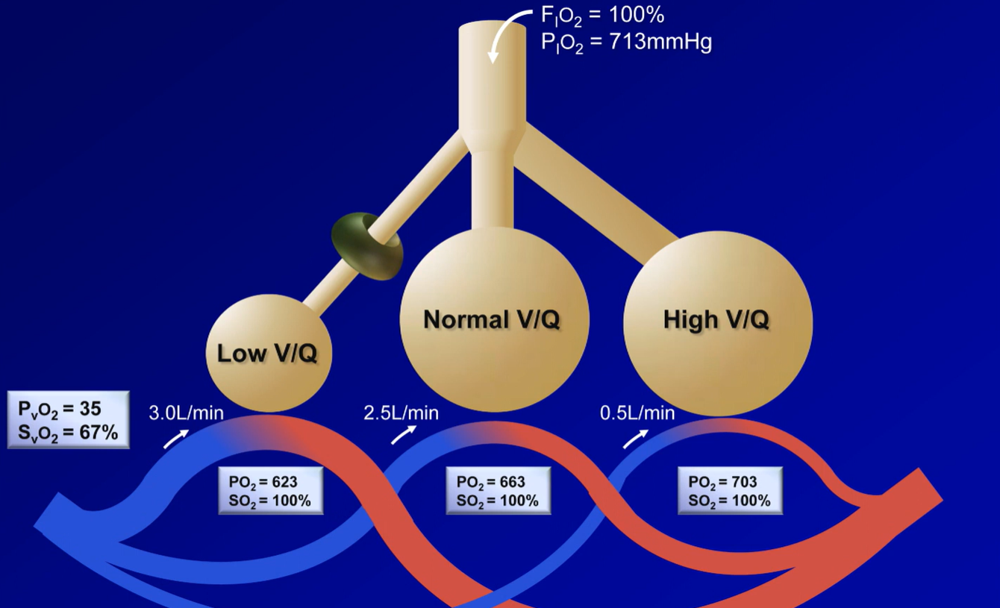 FIO2 = 100%
PIO2 = 713mmHg
Low V/Q
Normal V/Q
High V/Q
PvO2 = 35
SvO2 = 67%
3.0L/min
2.5L/min
0.5L/min
PO2 = 623
SO2 = 100%
PO2 = 663
SO2 = 100%
PO2 = 703
SO2 = 100%